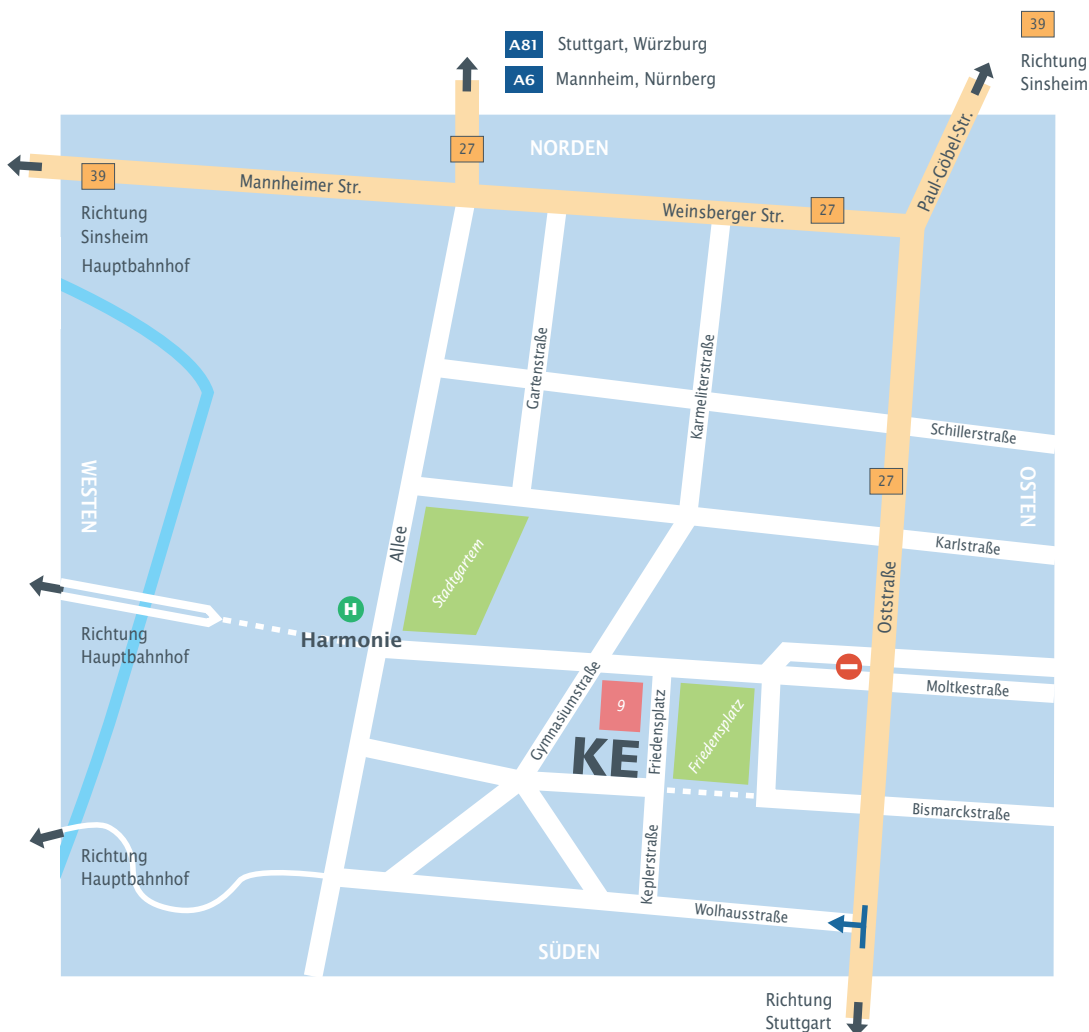 39
A81 Stuttgart, Würzburg
A6 Mannheim, Nürnberg
Richtung
Sinsheim
Paul-Göbel-Str.
27
NORDEN
39
Mannheimer Str.
Weinsberger Str.
27
Richtung
Sinsheim
Hauptbahnhof
Gartenstraße
Karmeliterstraße
Schillerstraße
WESTEN
OSTEN
27
Allee
Karlstraße
Stadtgartem
Oststraße
H
Harmonie
Richtung
Hauptbahnhof
Moltkestraße
Gymnasiumstraße
9
Friedensplatz
Friedensplatz
KE
Bismarckstraße
Richtung
Hauptbahnhof
Keplerstraße
Wolhausstraße
SÜDEN
Richtung
Stuttgart